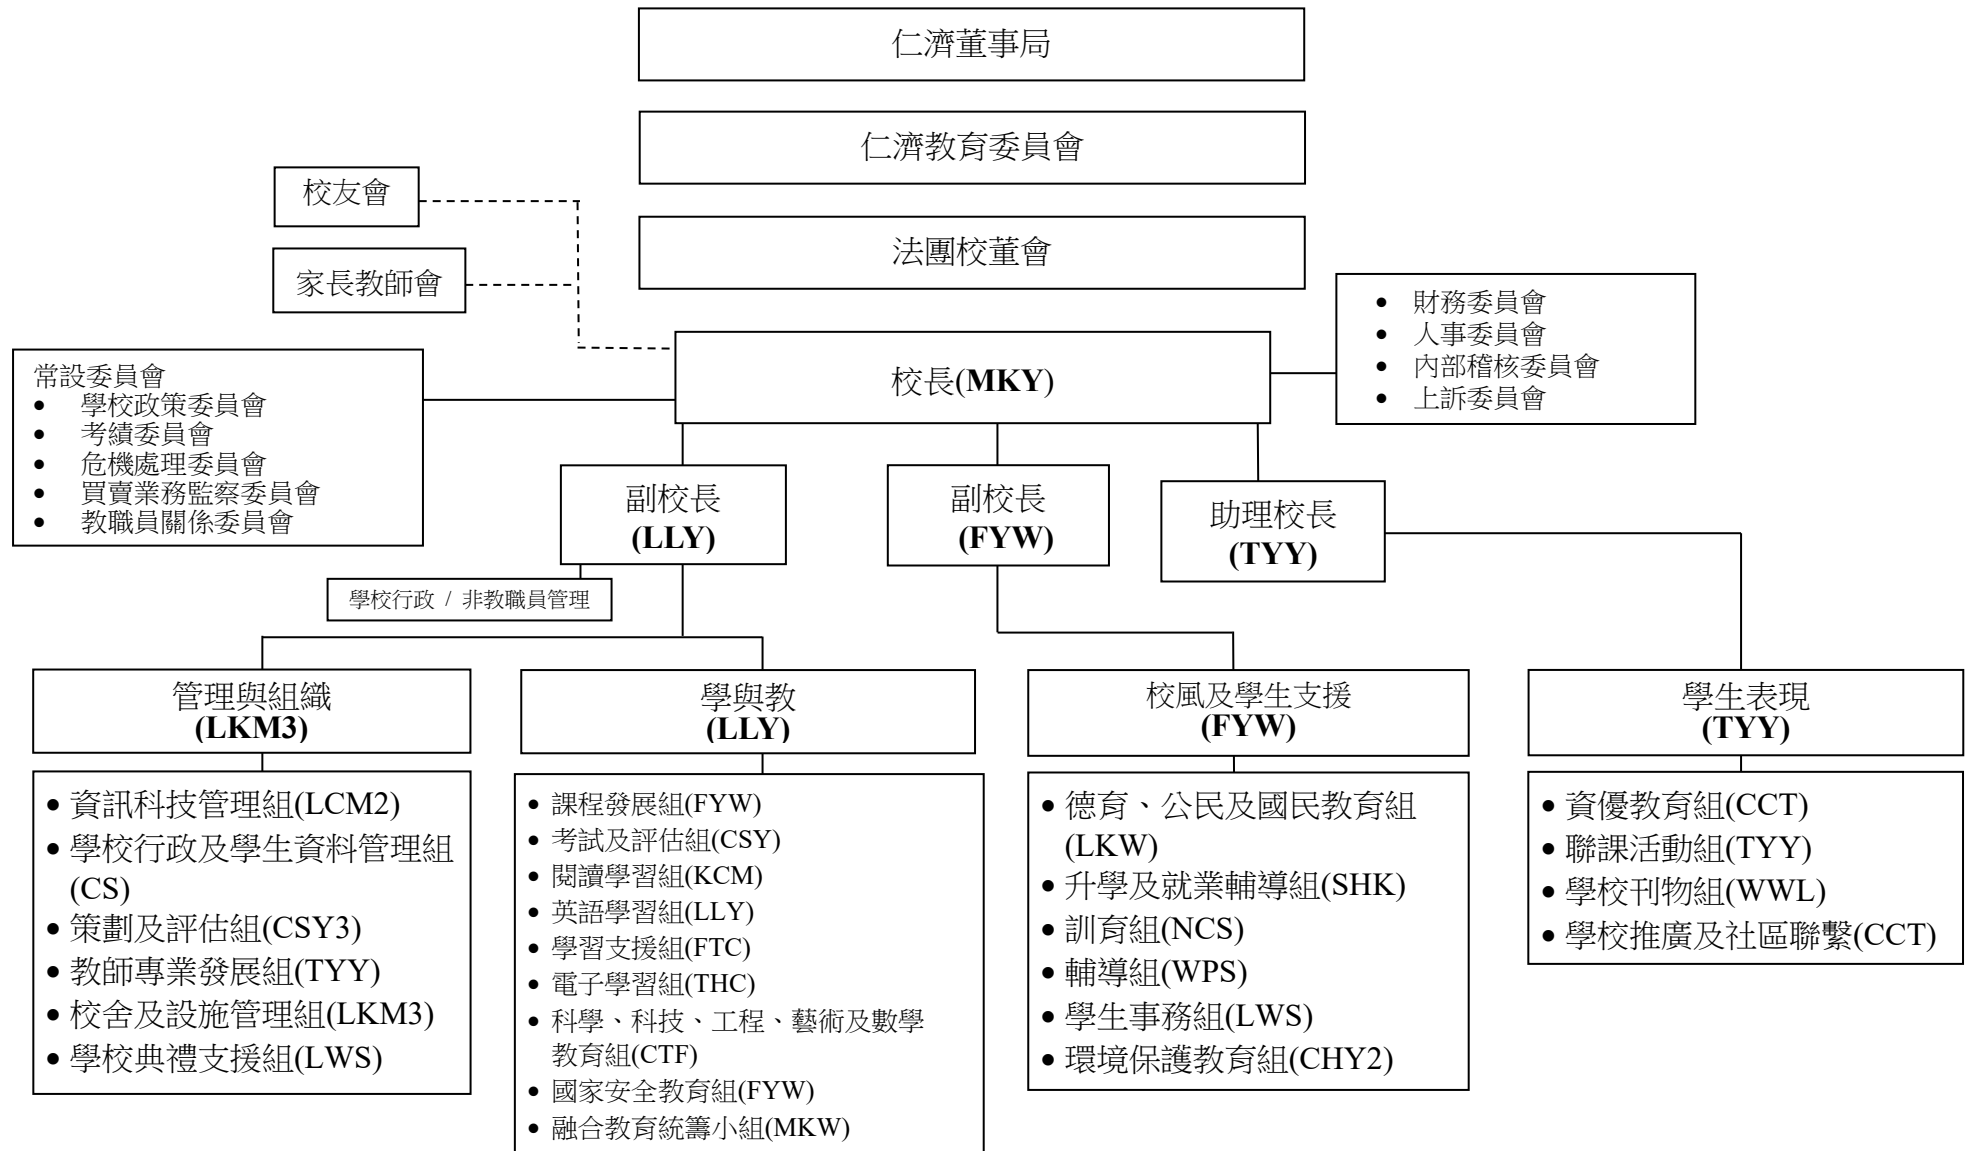 仁濟董事局
仁濟教育委員會
校友會
法團校董會
家長教師會
• 財務委員會
• 人事委員會
• 內部稽核委員會
• 上訴委員會
校長(MKY)
常設委員會
• 學校政策委員會
• 考績委員會
• 危機處理委員會
• 買賣業務監察委員會
• 教職員關係委員會
副校長
(LLY)
副校長
(FYW)
助理校長
(TYY)
學校行政 / 非教職員管理
管理與組織
(LKM3)
學與教
(LLY)
校風及學生支援
(FYW)
學生表現
(TYY)
• 資訊科技管理組(LCM2)
• 學校行政及學生資料管理組
(CS)
• 策劃及評估組(CSY3)
• 教師專業發展組(TYY)
• 校舍及設施管理組(LKM3)
• 學校典禮支援組(LWS)
• 課程發展組(FYW)
• 考試及評估組(CSY)
• 閱讀學習組(KCM)
• 英語學習組(LLY)
• 學習支援組(FTC)
• 電子學習組(THC)
• 科學、科技、工程、藝術及數學
教育組(CTF)
• 國家安全教育組(FYW)
• 融合教育統籌小組(MKW)
• 德育、公民及國民教育組
(LKW)
• 升學及就業輔導組(SHK)
• 訓育組(NCS)
• 輔導組(WPS)
• 學生事務組(LWS)
• 環境保護教育組(CHY2)
• 資優教育組(CCT)
• 聯課活動組(TYY)
• 學校刊物組(WWL)
• 學校推廣及社區聯繫(CCT)